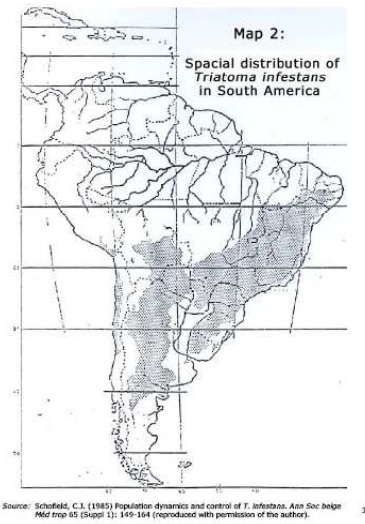 Map 2:
Spacial distribution of
Triatoma infestans
in South America
Source: Schofield, C.J. (1985) Population dynamics and control of T. infestans. Ann Soc belge
Méd trop 65 (Suppl 1): 149-164 (reproduced with permission of the author).